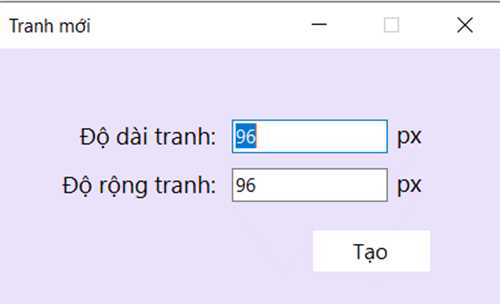 Tranh mới
Độ dài tranh: 96 px
Độ rộng tranh: 96 px
Tạo